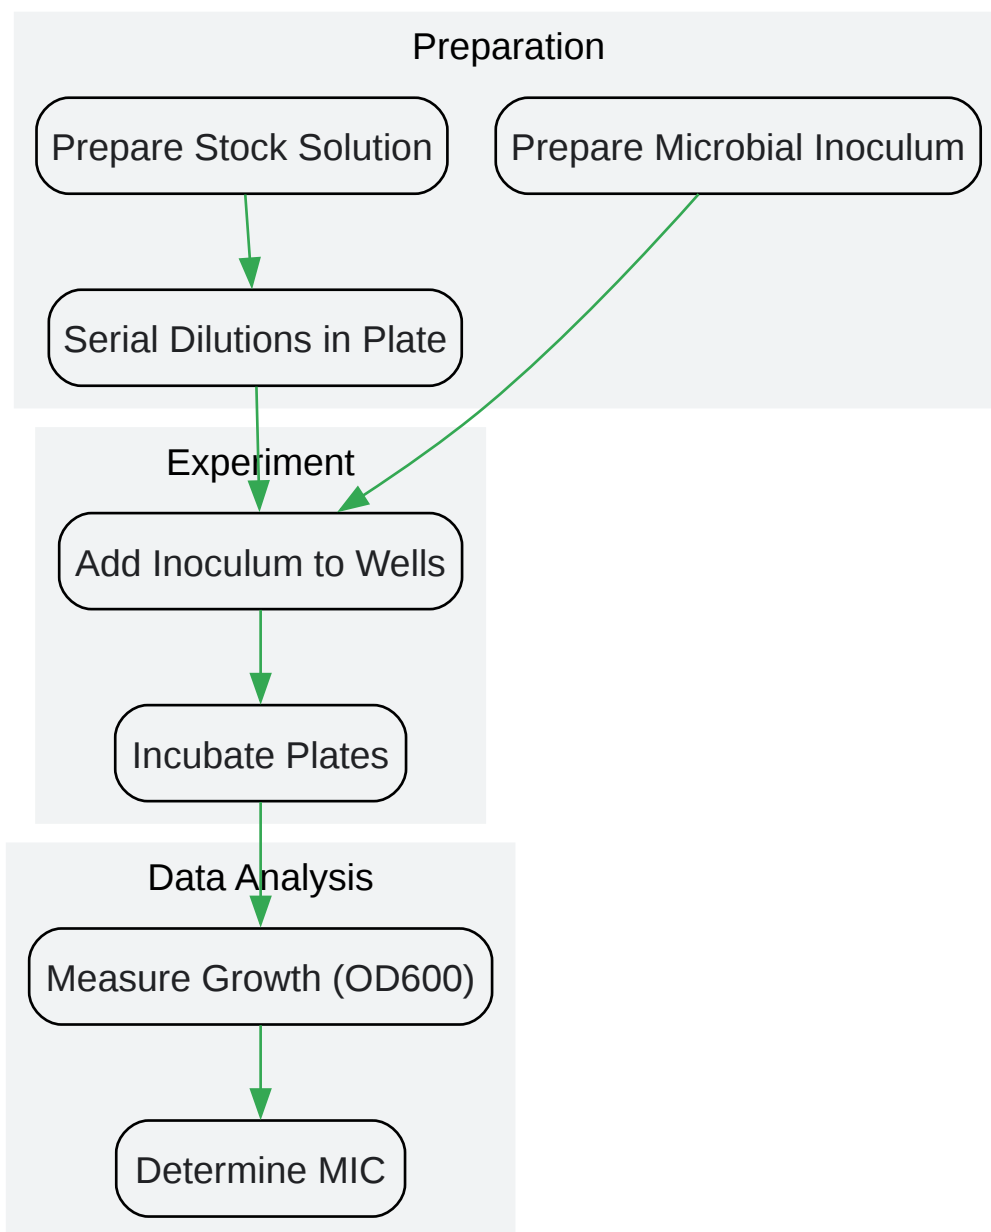 Preparation
Prepare Stock Solution
Prepare Microbial Inoculum
Serial Dilutions in Plate
Experiment
Add Inoculum to Wells
Incubate Plates
Data Analysis
Measure Growth (OD600)
Determine MIC